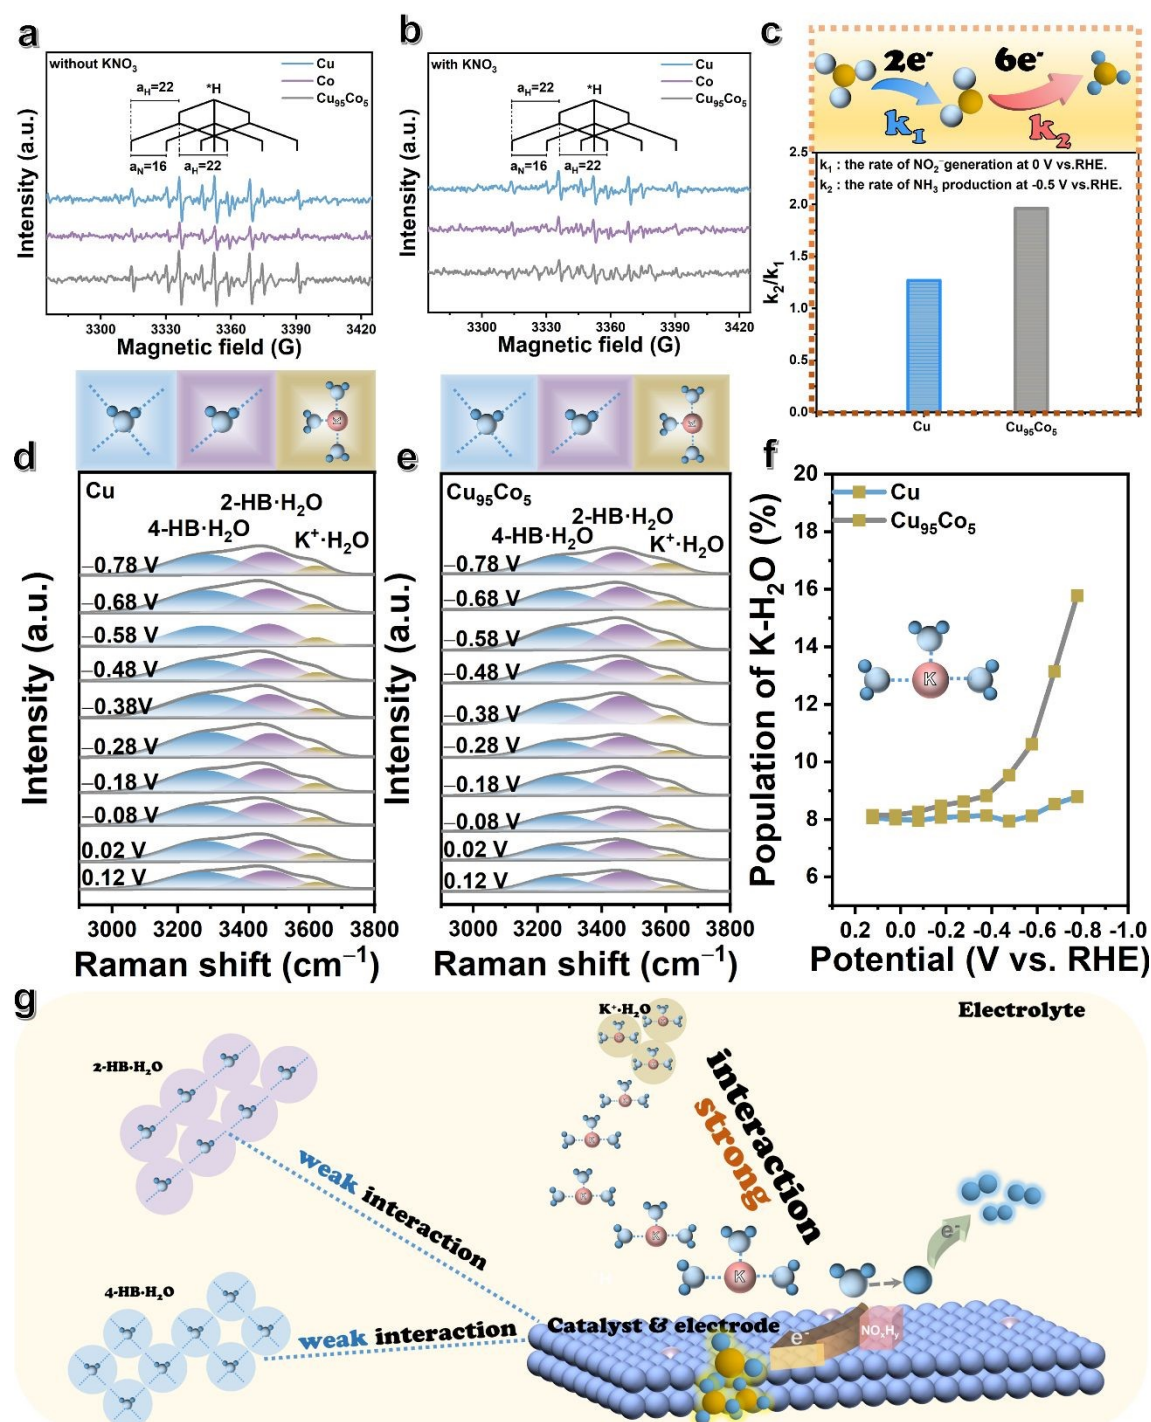 a
without KNO₃
Cu
Co
Cu₉₅Co₅
a_H=22
*H
a_N=16
a_H=22
Intensity (a.u.)
3330 3360 3390 3420
Magnetic field (G)
b
with KNO₃
Cu
Co
Cu₉₅Co₅
a_H=22
*H
a_N=16
a_H=22
Intensity (a.u.)
3300 3330 3360 3390 3420
Magnetic field (G)
c
2e⁻
6e⁻
k₁
k₂
k₁ : the rate of NO₂⁻generation at 0 V vs.RHE.
k₂ : the rate of NH₃ production at -0.5 V vs.RHE.
k₂/k₁
2.5
2.0
1.5
1.0
0.5
0.0
Cu
Cu₉₅Co₅
d
Cu
2-HB·H₂O
4-HB·H₂O
K⁺·H₂O
−0.78 V
−0.68 V
−0.58 V
−0.48 V
−0.38V
−0.28 V
−0.18 V
−0.08 V
0.02 V
0.12 V
Intensity (a.u.)
3000 3200 3400 3600 3800
Raman shift (cm⁻¹)
e
Cu₉₅Co₅
2-HB·H₂O
4-HB·H₂O
K⁺·H₂O
−0.78 V
−0.68 V
−0.58 V
−0.48 V
−0.38 V
−0.28 V
−0.18 V
−0.08 V
0.02 V
0.12 V
Intensity (a.u.)
3000 3200 3400 3600 3800
Raman shift (cm⁻¹)
f
Cu
Cu₉₅Co₅
K
Population of K-H₂O (%)
20
18
16
14
12
10
8
6
0.2 0.0 -0.2 -0.4 -0.6 -0.8 -1.0
Potential (V vs. RHE)
g
K⁺·H₂O
Electrolyte
2-HB·H₂O
interaction
strong
weak interaction
K
e⁻
4-HB·H₂O
weak interaction
Catalyst & electrode
e⁻
NOₓHᵧ